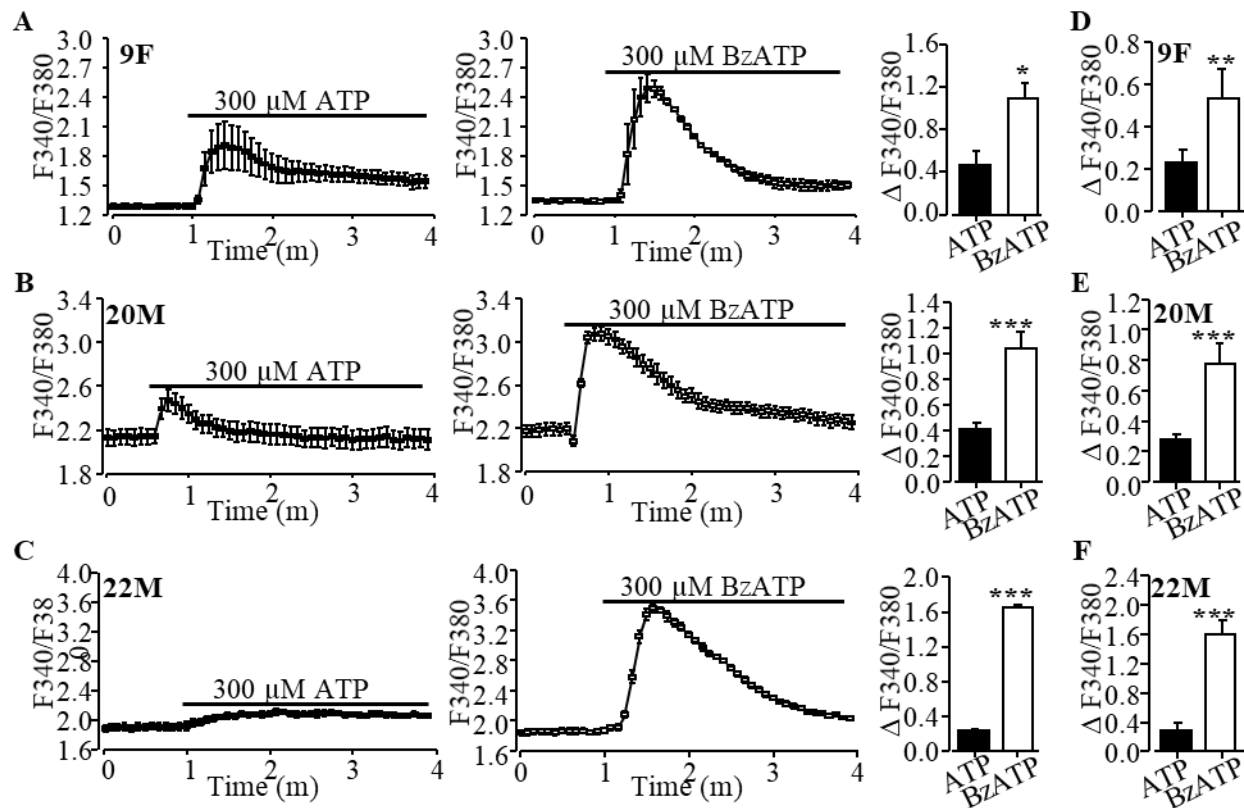 A
9F
F340/F380
3.0
2.7
2.4
2.1
1.8
1.5
1.2
300 µM ATP
0 1 2 3 4
Time (m)
F340/F380
3.0
2.7
2.4
2.1
1.8
1.5
1.2
300 µM BzATP
0 1 2 3 4
Time (m)
Δ F340/F380
1.6
1.2
0.8
0.4
0.0
*
ATP
BzATP
D
9F
Δ F340/F380
0.8
0.6
0.4
0.2
0.0
**
ATP
BzATP
B
20M
F340/F380
3.4
3.0
2.6
2.2
1.8
300 µM ATP
0 1 2 3 4
Time (m)
F340/F380
3.4
3.0
2.6
2.2
1.8
300 µM BzATP
0 1 2 3 4
Time (m)
Δ F340/F380
1.4
1.2
1.0
0.8
0.6
0.4
0.2
0.0
***
ATP
BzATP
E
20M
Δ F340/F380
1.2
1.0
0.8
0.6
0.4
0.2
0.0
***
ATP
BzATP
C
22M
F340/F38
0
4.0
3.6
3.2
2.8
2.4
2.0
1.6
300 µM ATP
0 1 2 3 4
Time (m)
F340/F380
4.0
3.6
3.2
2.8
2.4
2.0
1.6
300 µM BzATP
0 1 2 3 4
Time (m)
Δ F340/F380
2.0
1.6
1.2
0.8
0.4
0.0
***
ATP
BzATP
F
22M
Δ F340/F380
2.4
2.0
1.6
1.2
0.8
0.4
0.0
***
ATP
BzATP